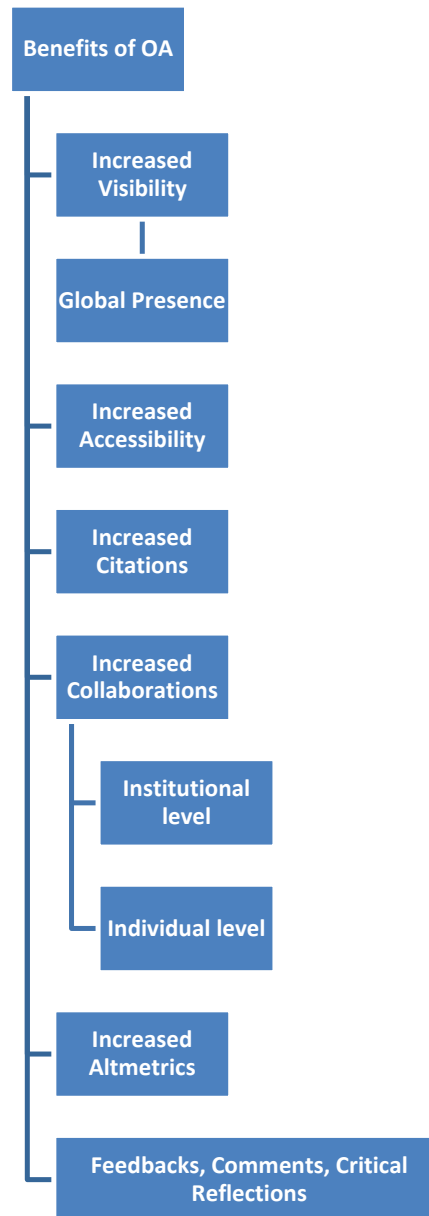 Benefits of OA
Increased
Visibility
Global Presence
Increased
Accessibility
Increased
Citations
Increased
Collaborations
Institutional
level
Individual level
Increased
Altmetrics
Feedbacks, Comments, Critical
Reflections